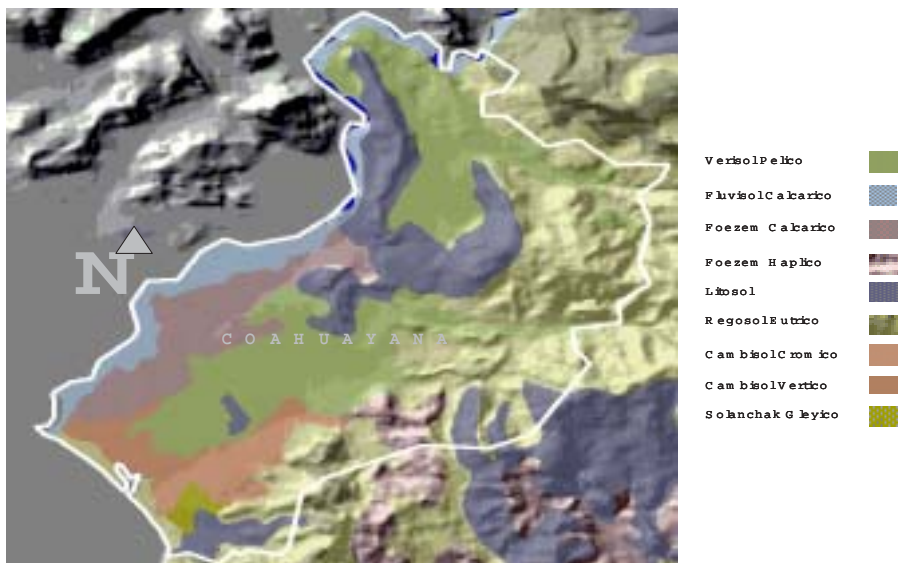 N
COAHUAYANA
Verisol Pelico
Fluvisol Calcarico
Foezem Calcarico
Foezem Haplico
Litosol
Regosol Eutrico
Cambisol Cromico
Cambisol Vertico
Solanchak Gleyico